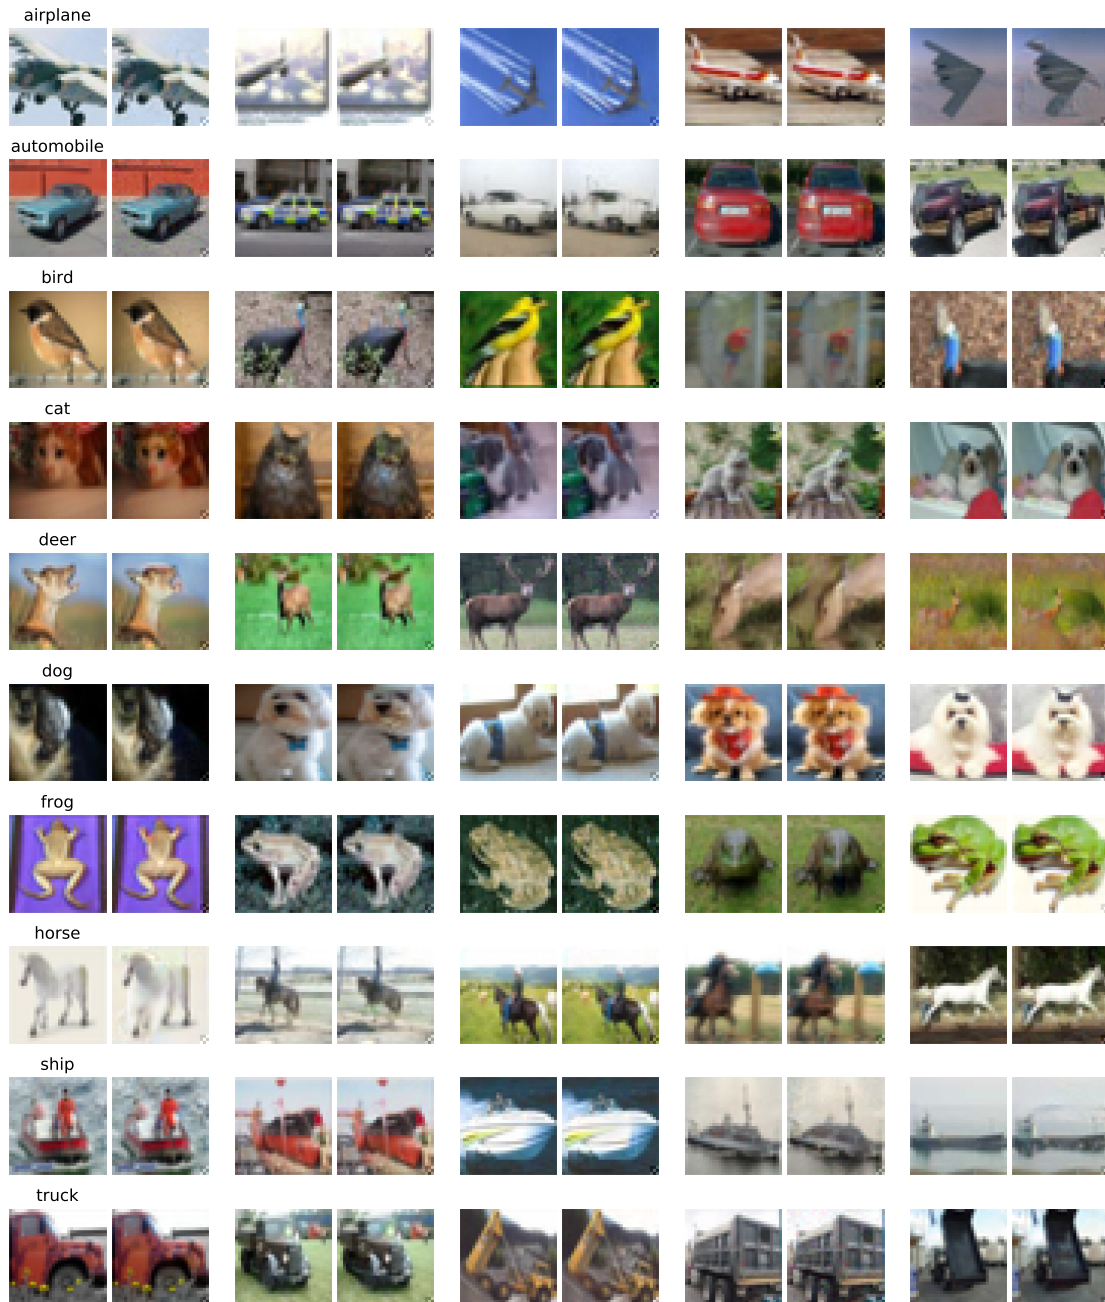 airplane
automobile
bird
cat
deer
dog
frog
horse
ship
truck